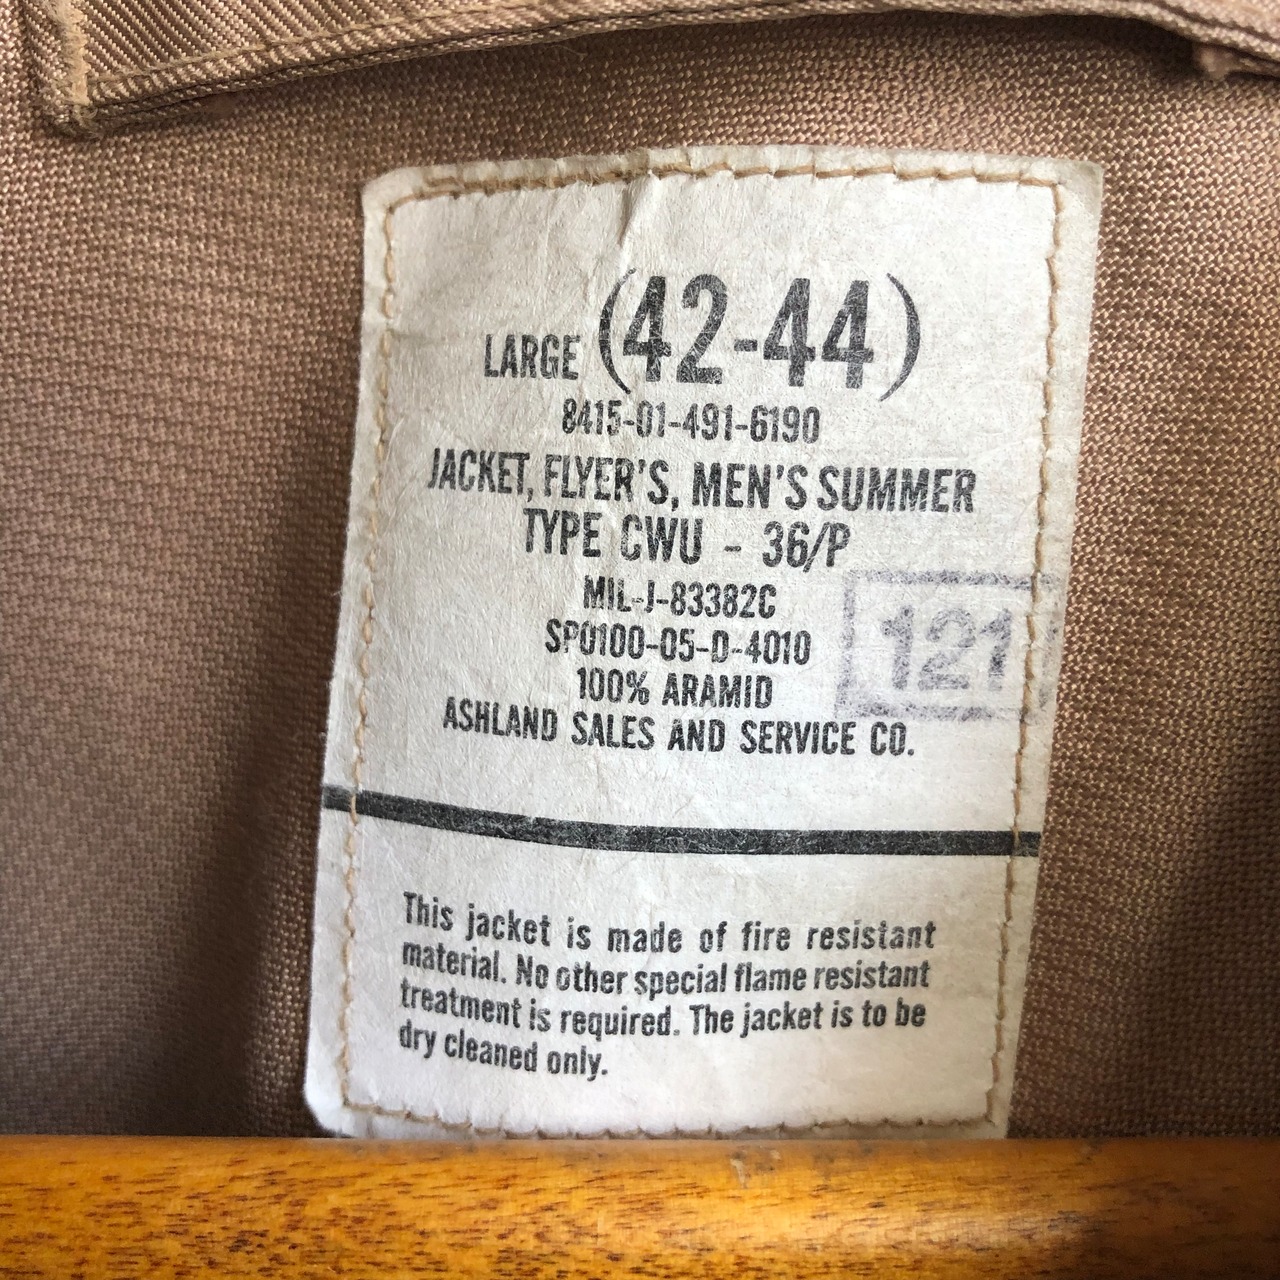 LARGE (42-44)
8415-01-491-6190
JACKET, FLYER'S, MEN'S SUMMER
TYPE CWU - 36/P
MIL-J-83382C
SP0100-05-D-4010
121
100% ARAMID
ASHLAND SALES AND SERVICE CO.
This jacket is made of fire resistant
material. No other special flame resistant
treatment is required. The jacket is to be
dry cleaned only.